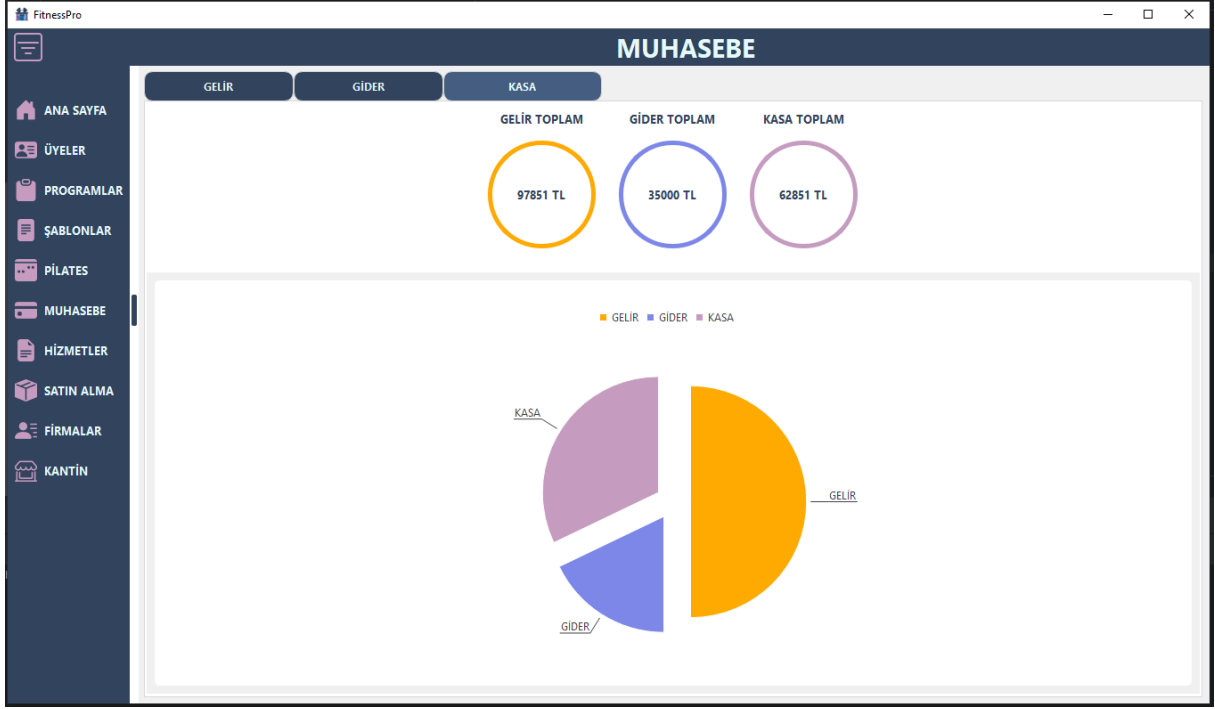 FitnessPro
MUHASEBE
ANA SAYFA
ÜYELER
PROGRAMLAR
ŞABLONLAR
PİLATES
MUHASEBE
HİZMETLER
SATIN ALMA
FİRMALAR
KANTİN
GELİR GİDER KASA
GELİR TOPLAM GİDER TOPLAM KASA TOPLAM
97851 TL 35000 TL 62851 TL
GELİR GİDER KASA
KASA
GELİR
GİDER